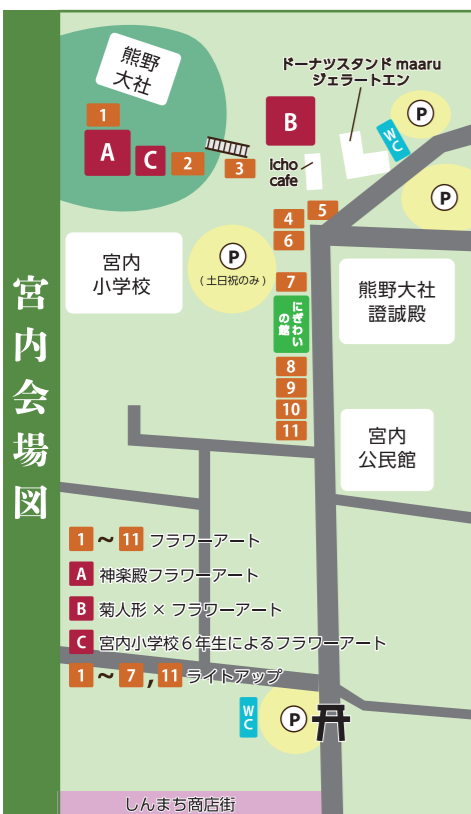 宮内会場図
熊野
大社
1
A
C
2
3
B
ドーナツスタンド maaru
ジェラートエン
Icho
cafe
P
WC
P
4
5
6
宮内
小学校
P
(土日祝のみ)
7
にぎわい
の館
熊野大社
證誠殿
8
9
10
11
宮内
公民館
1 〜 11 フラワーアート
A 神楽殿フラワーアート
B 菊人形 × フラワーアート
C 宮内小学校6年生によるフラワーアート
1 〜 7 , 11 ライトアップ
WC
P
しんまち商店街